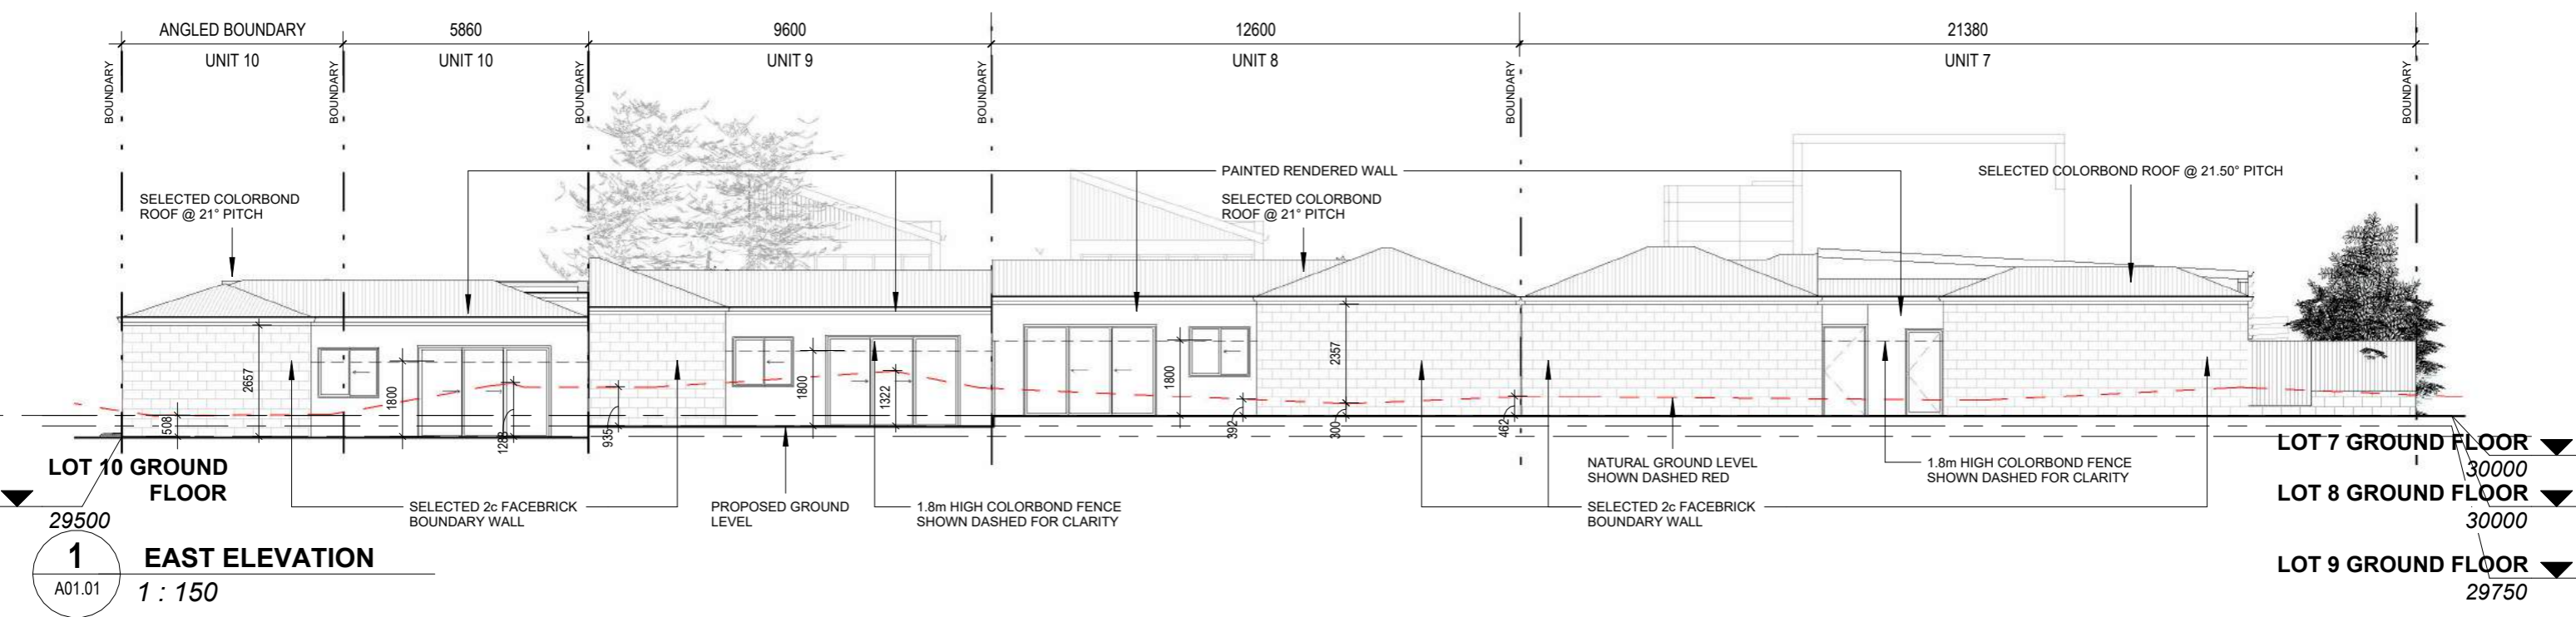 ANGLED BOUNDARY
5860
9600
12600
21380
UNIT 10
UNIT 10
UNIT 9
UNIT 8
UNIT 7
BOUNDARY
BOUNDARY
BOUNDARY
BOUNDARY
BOUNDARY
BOUNDARY
PAINTED RENDERED WALL
SELECTED COLORBOND ROOF @ 21.50° PITCH
SELECTED COLORBOND
ROOF @ 21° PITCH
SELECTED COLORBOND
ROOF @ 21° PITCH
508
2657
1800
1288
935
1800
1322
1800
392
2357
300
462
LOT 10 GROUND
FLOOR
29500
SELECTED 2c FACEBRICK
BOUNDARY WALL
PROPOSED GROUND
LEVEL
1.8m HIGH COLORBOND FENCE
SHOWN DASHED FOR CLARITY
NATURAL GROUND LEVEL
SHOWN DASHED RED
SELECTED 2c FACEBRICK
BOUNDARY WALL
1.8m HIGH COLORBOND FENCE
SHOWN DASHED FOR CLARITY
LOT 7 GROUND FLOOR
30000
LOT 8 GROUND FLOOR
30000
LOT 9 GROUND FLOOR
29750
1
A01.01
EAST ELEVATION
1 : 150